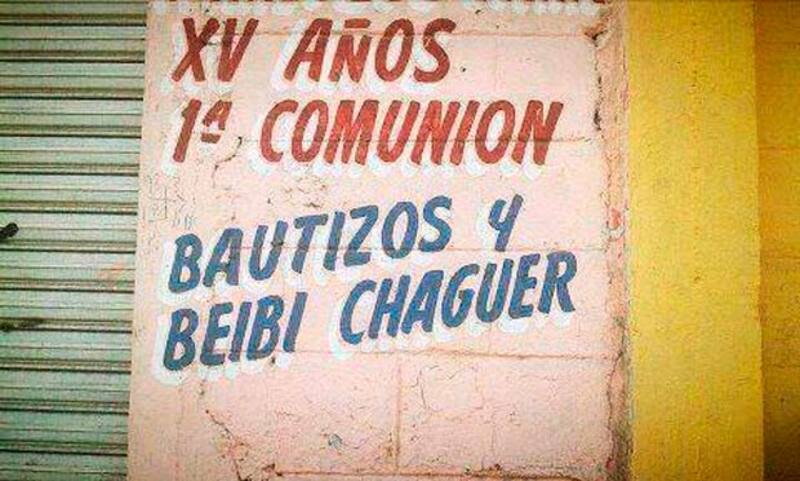 XV AÑOS
1ª COMUNION
BAUTIZOS Y
BEIBI CHAGUER